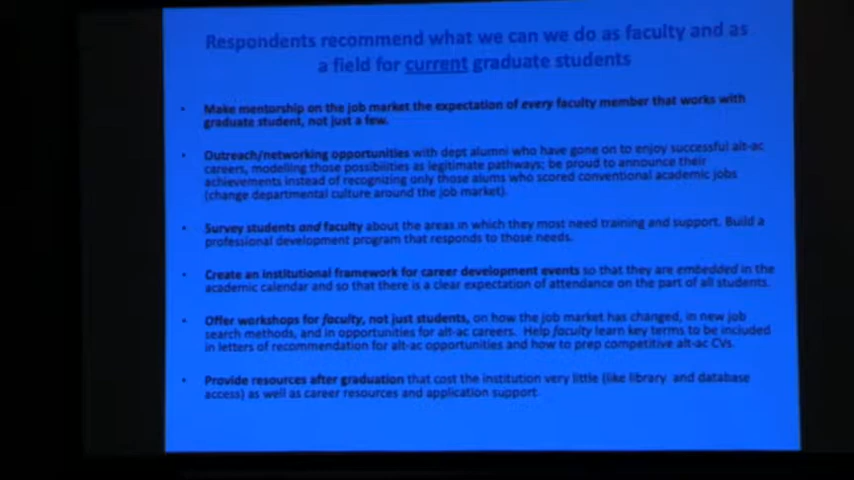 Respondents recommend what we can we do as faculty and as
a field for current graduate students
• Make mentorship on the job market the expectation of every faculty member that works with
graduate student, not just a few.
• Outreach/networking opportunities with dept alumni who have gone on to enjoy successful alt-ac
careers, modelling those possibilities as legitimate pathways; be proud to announce their
achievements instead of recognizing only those alums who scored conventional academic jobs
(change departmental culture around the job market).
• Survey students and faculty about the areas in which they most need training and support. Build a
professional development program that responds to those needs.
• Create an institutional framework for career development events so that they are embedded in the
academic calendar and so that there is a clear expectation of attendance on the part of all students.
• Offer workshops for faculty, not just students, on how the job market has changed, in new job
search methods, and in opportunities for alt-ac careers. Help faculty learn key terms to be included
in letters of recommendation for alt-ac opportunities and how to prep competitive alt-ac CVs.
• Provide resources after graduation that cost the institution very little (like library and database
access) as well as career resources and application support.